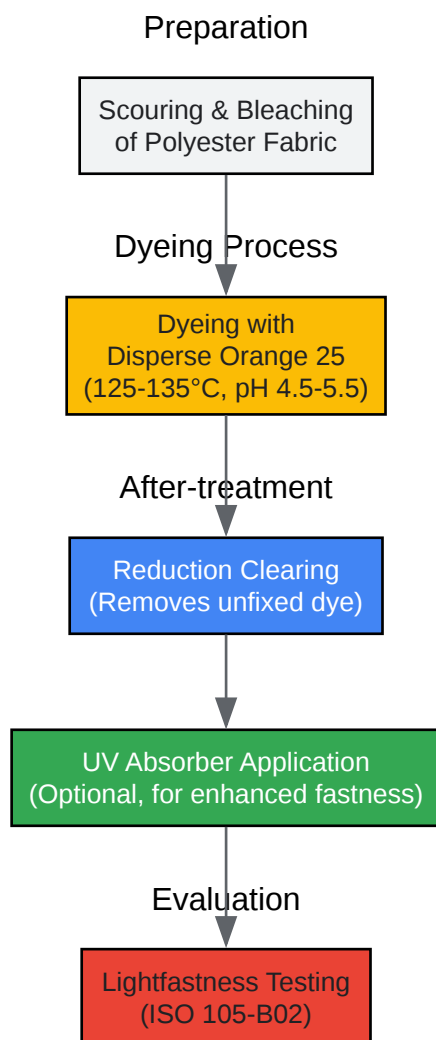 Preparation
Scouring & Bleaching
of Polyester Fabric
Dyeing Process
Dyeing with
Disperse Orange 25
(125-135°C, pH 4.5-5.5)
After-treatment
Reduction Clearing
(Removes unfixed dye)
UV Absorber Application
(Optional, for enhanced fastness)
Evaluation
Lightfastness Testing
(ISO 105-B02)